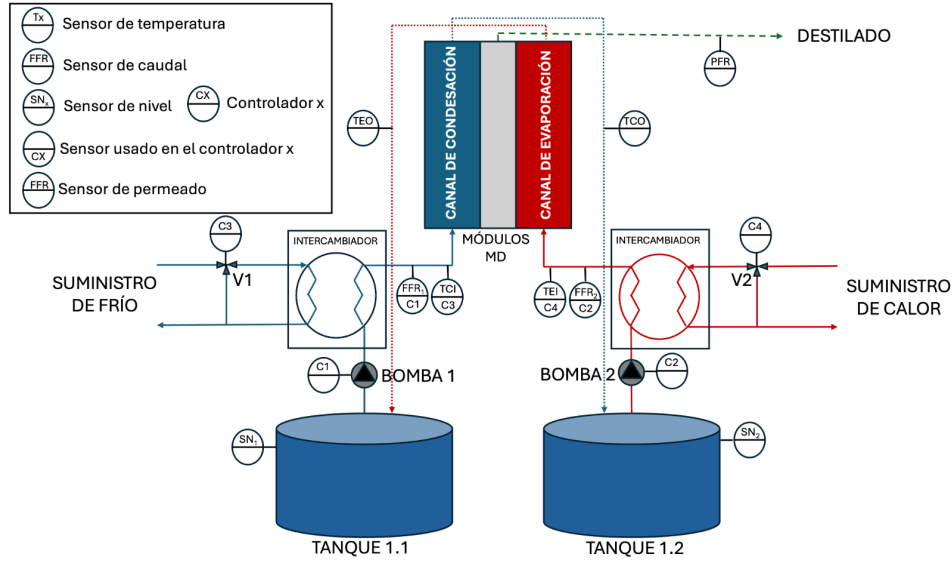 Tx Sensor de temperatura
FFR Sensor de caudal
SNx Sensor de nivel
CX Controlador x
CX Sensor usado en el controlador x
FFR Sensor de permeado
DESTILADO
PFR
TEO
CANAL DE CONDESACIÓN
CANAL DE EVAPORACIÓN
TCO
MÓDULOS
MD
C3
V1
SUMINISTRO
DE FRÍO
INTERCAMBIADOR
FFR1
C1
TCI
C3
TEI
C4
FFR2
C2
INTERCAMBIADOR
C4
V2
SUMINISTRO
DE CALOR
C1
BOMBA 1
BOMBA 2
C2
SN1
SN2
TANQUE 1.1
TANQUE 1.2